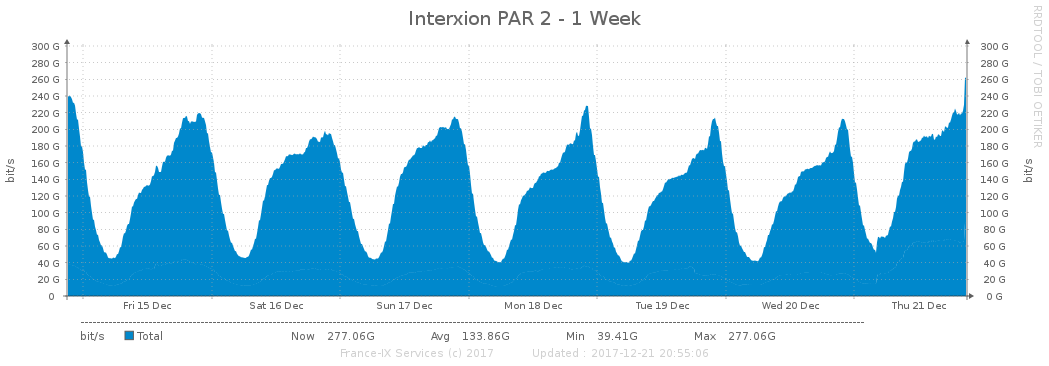 Interxion PAR 2 - 1 Week
RRDTOOL / TOBI OETIKER
300 G 300 G
280 G 280 G
260 G 260 G
240 G 240 G
220 G 220 G
200 G 200 G
180 G 180 G
160 G 160 G
140 G 140 G
120 G 120 G
100 G 100 G
80 G 80 G
60 G 60 G
40 G 40 G
20 G 20 G
0 0 G
bit/s
bit/s
Fri 15 Dec Sat 16 Dec Sun 17 Dec Mon 18 Dec Tue 19 Dec Wed 20 Dec Thu 21 Dec
bit/s Total Now 277.06G Avg 133.86G Min 39.41G Max 277.06G
France-IX Services (c) 2017 Updated : 2017-12-21 20:55:06